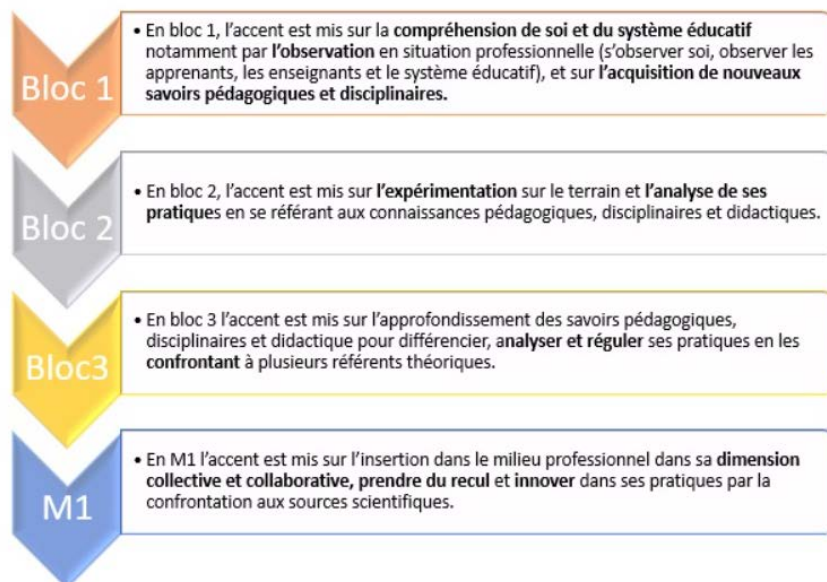 Bloc 1
• En bloc 1, l'accent est mis sur la compréhension de soi et du système éducatif
notamment par l'observation en situation professionnelle (s'observer soi, observer les
apprenants, les enseignants et le système éducatif), et sur l'acquisition de nouveaux
savoirs pédagogiques et disciplinaires.
Bloc 2
• En bloc 2, l'accent est mis sur l'expérimentation sur le terrain et l'analyse de ses
pratiques en se référant aux connaissances pédagogiques, disciplinaires et didactiques.
Bloc3
• En bloc 3 l'accent est mis sur l'approfondissement des savoirs pédagogiques,
disciplinaires et didactique pour différencier, analyser et réguler ses pratiques en les
confrontant à plusieurs référents théoriques.
M1
• En M1 l'accent est mis sur l'insertion dans le milieu professionnel dans sa dimension
collective et collaborative, prendre du recul et innover dans ses pratiques par la
confrontation aux sources scientifiques.